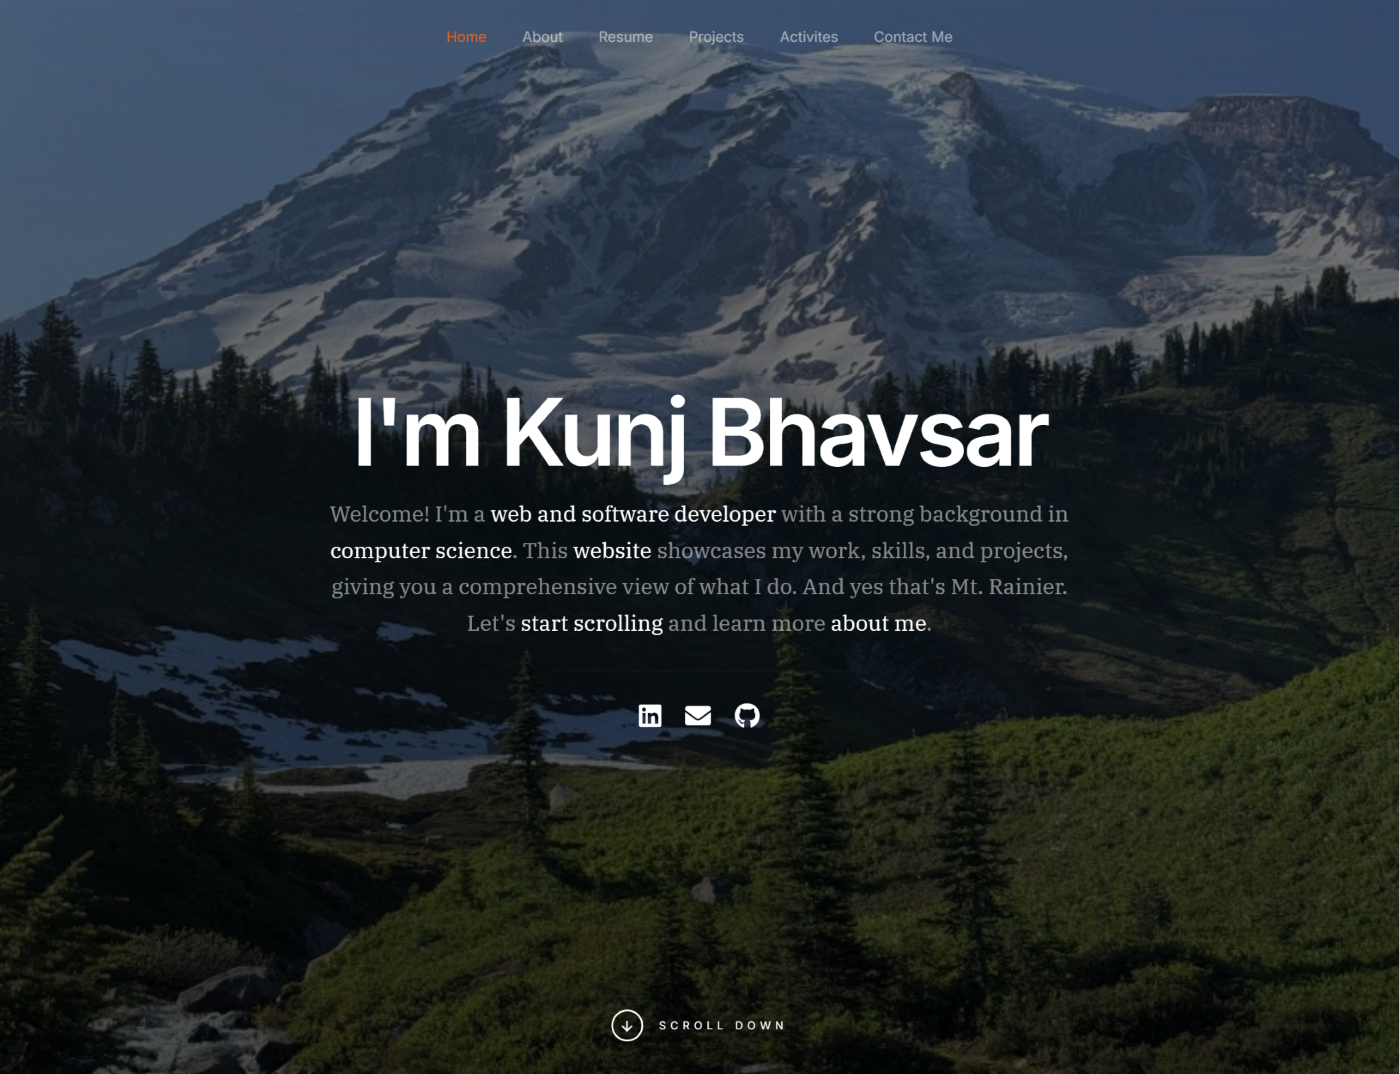 Home About Resume Projects Activites Contact Me
I'm Kunj Bhavsar
Welcome! I'm a web and software developer with a strong background in
computer science. This website showcases my work, skills, and projects,
giving you a comprehensive view of what I do. And yes that's Mt. Rainier.
Let's start scrolling and learn more about me.
in
SCROLL DOWN